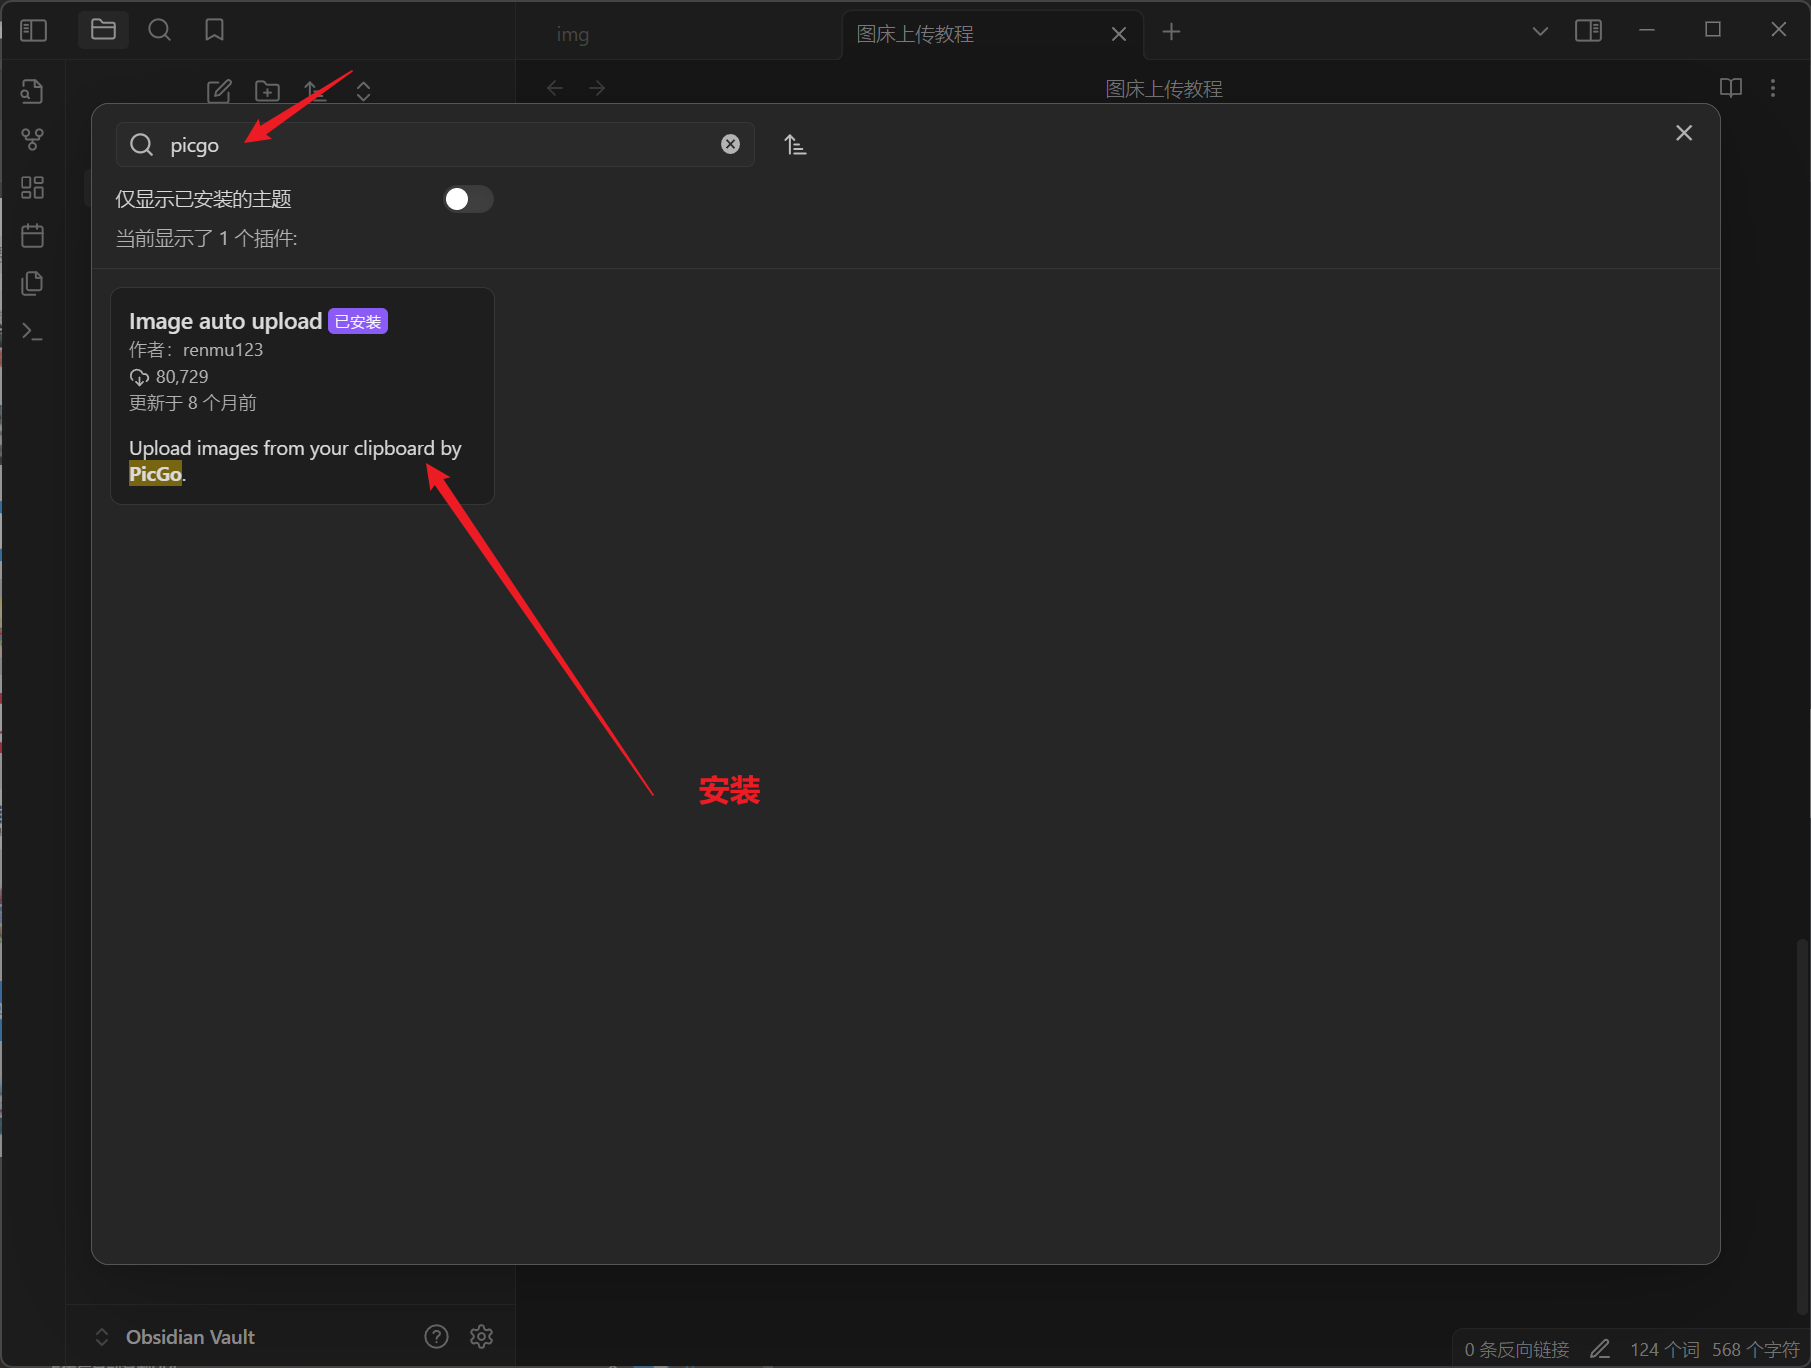 img
图床上传教程
图床上传教程
picgo
仅显示已安装的主题
当前显示了 1 个插件:
Image auto upload 已安装
作者：renmu123
80,729
更新于 8 个月前
Upload images from your clipboard by
PicGo.
安装
Obsidian Vault
0 条反向链接 124 个词 568 个字符